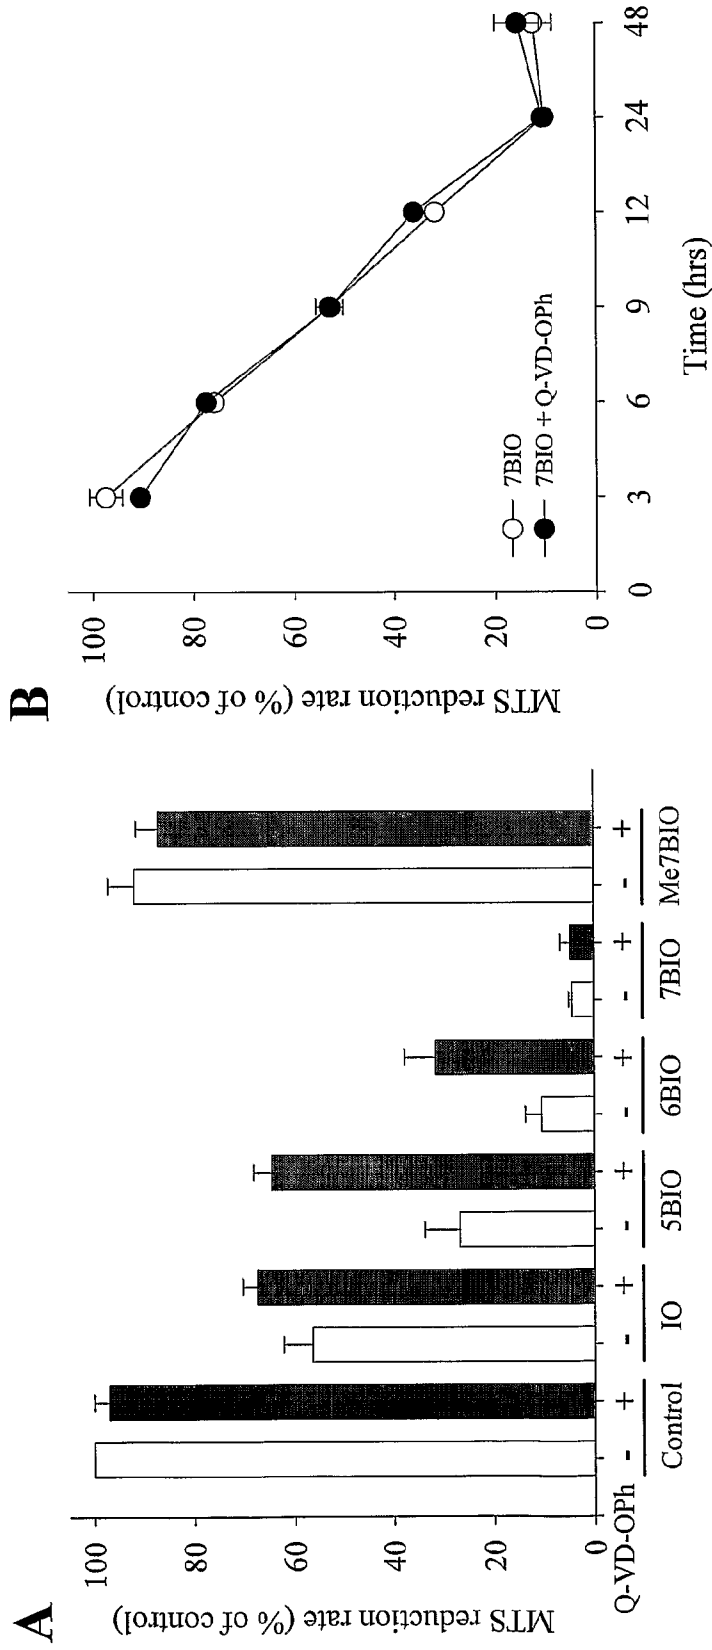 A
MTS reduction rate (% of control)
100
80
60
40
20
0
Q-VD-OPh
- + - + - + - + - + - +
Control IO 5BIO 6BIO 7BIO Me7BIO
B
MTS reduction rate (% of control)
100
80
60
40
20
0
7BIO
7BIO + Q-VD-OPh
0 3 6 9 12 24 48
Time (hrs)